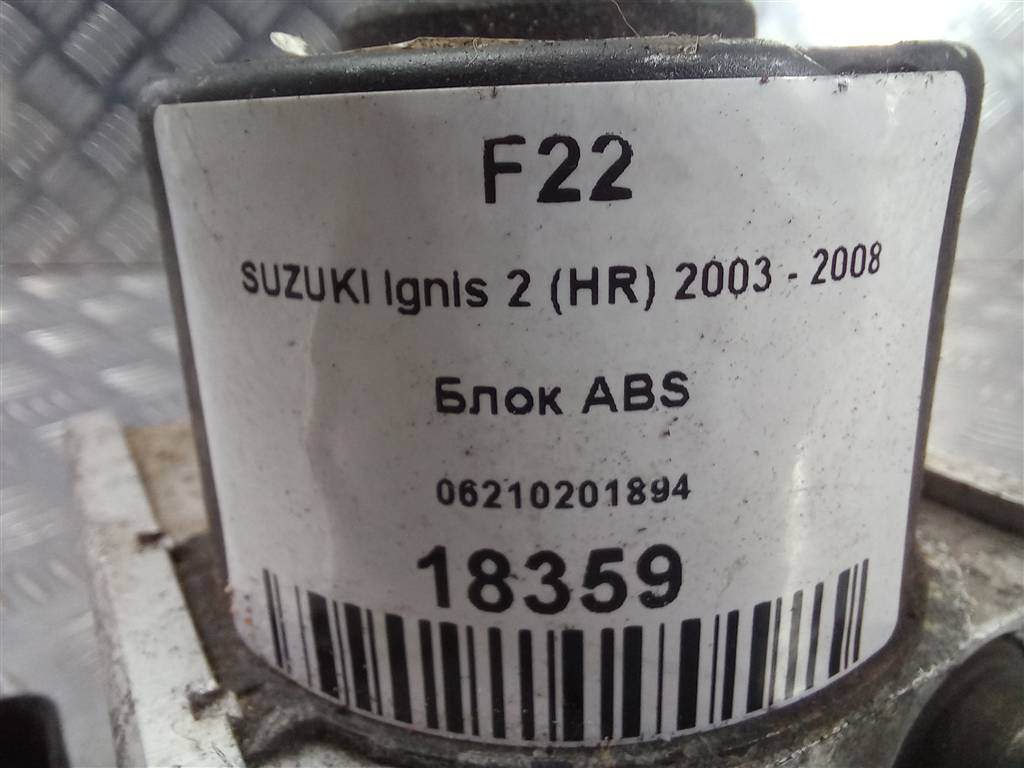 F22
SUZUKI Ignis 2 (HR) 2003 - 2008
Блок ABS
06210201894
18359